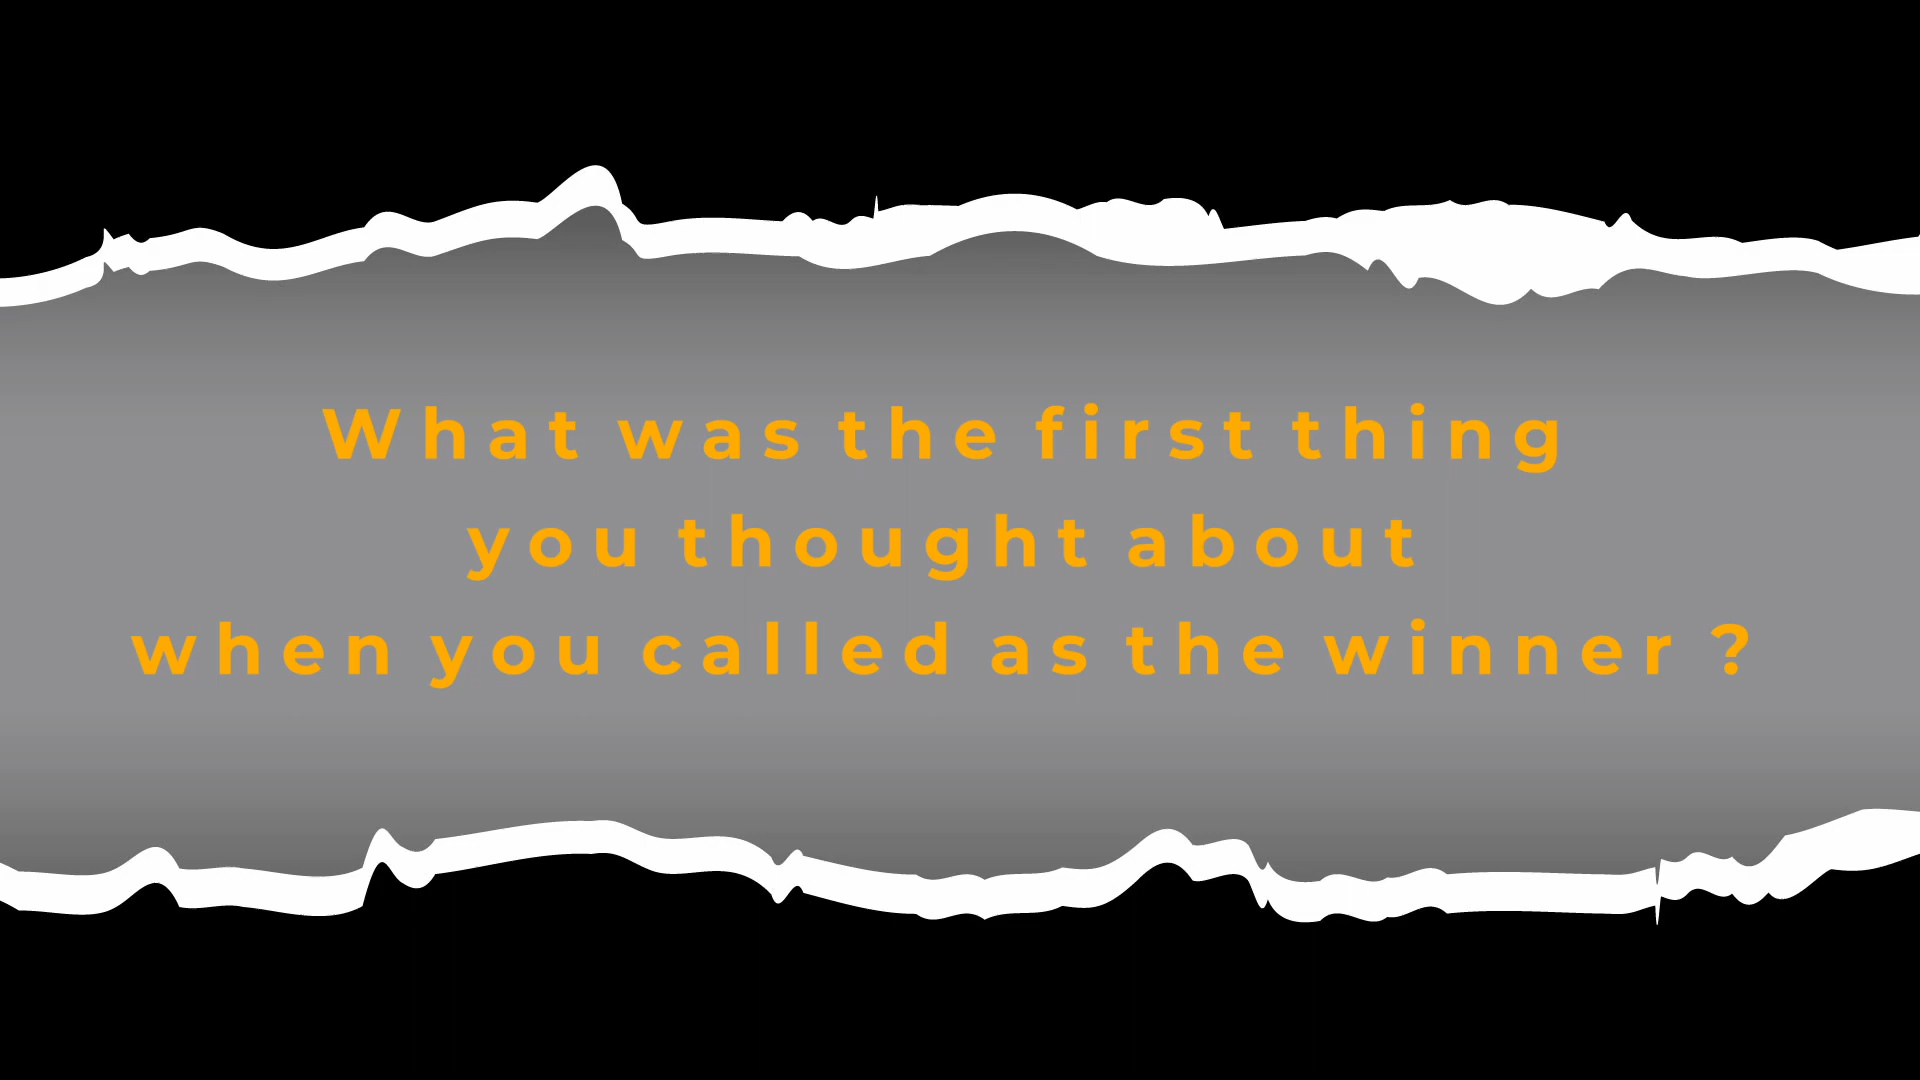 What was the first thing
you thought about
when you called as the winner ?